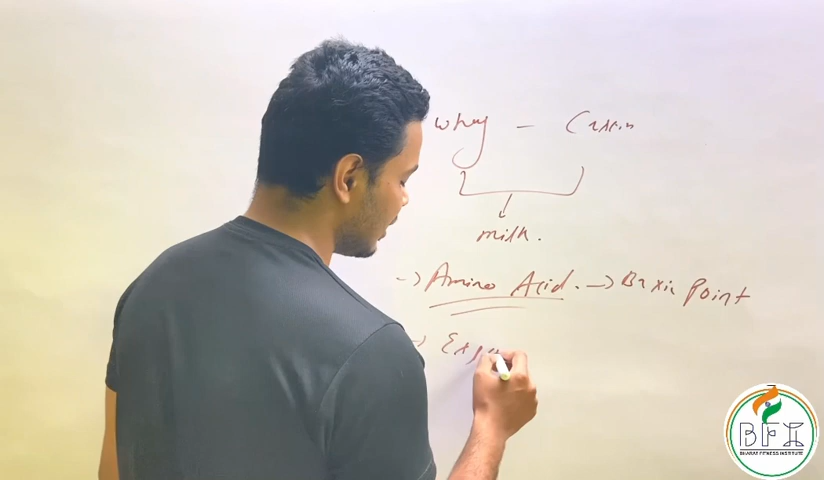 whey - Casein
milk.
→ Amino Acid. → Basic Point
→
BFI
BHARAT FITNESS INSTITUTE